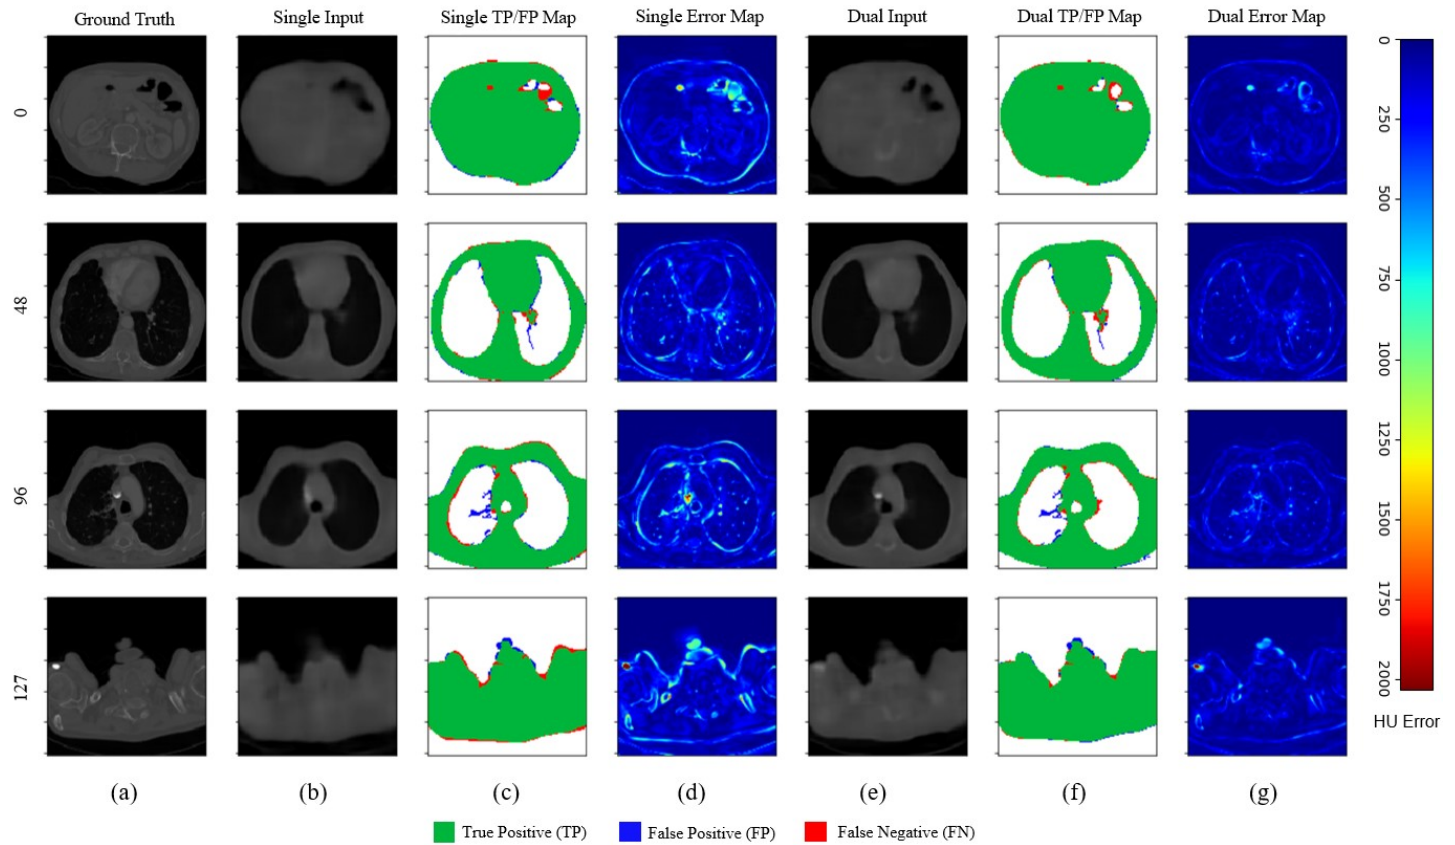 Ground Truth
Single Input
Single TP/FP Map
Single Error Map
Dual Input
Dual TP/FP Map
Dual Error Map
0
48
96
127
0
250
500
750
1000
1250
1500
1750
2000
HU Error
(a)
(b)
(c)
(d)
(e)
(f)
(g)
True Positive (TP)
False Positive (FP)
False Negative (FN)